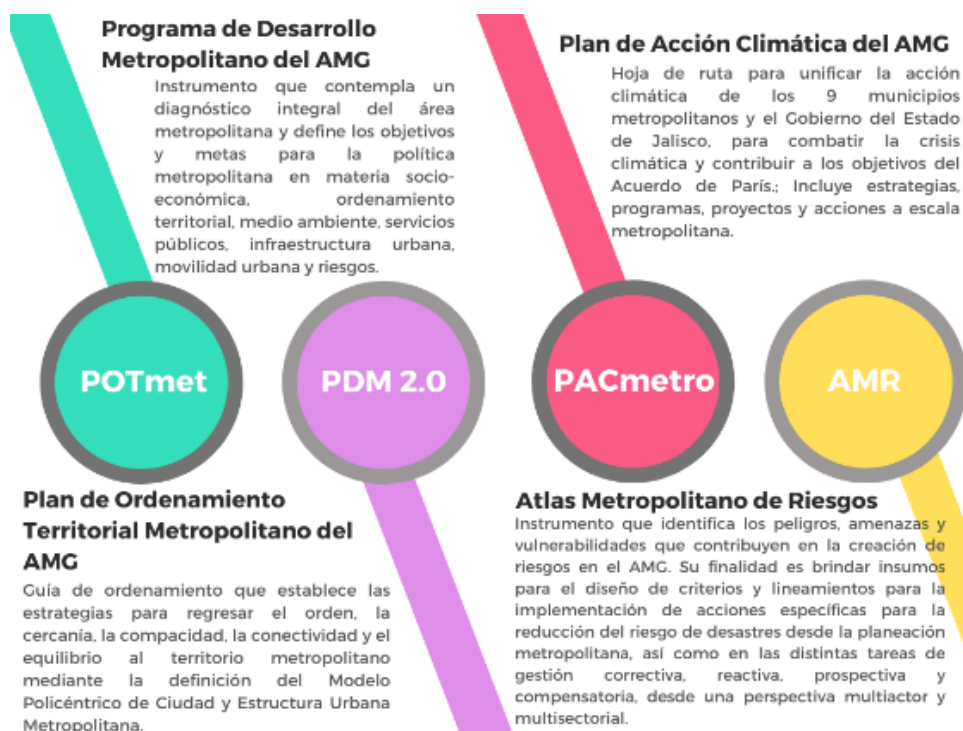 Programa de Desarrollo
Metropolitano del AMG
Instrumento que contempla un
diagnóstico integral del área
metropolitana y define los objetivos
y metas para la política
metropolitana en materia socio-
económica, ordenamiento
territorial, medio ambiente, servicios
públicos, infraestructura urbana,
movilidad urbana y riesgos.
Plan de Acción Climática del AMG
Hoja de ruta para unificar la acción
climática de los 9 municipios
metropolitanos y el Gobierno del Estado
de Jalisco, para combatir la crisis
climática y contribuir a los objetivos del
Acuerdo de París.; Incluye estrategias,
programas, proyectos y acciones a escala
metropolitana.
POTmet
PDM 2.0
PACmetro
AMR
Plan de Ordenamiento
Territorial Metropolitano del
AMG
Guía de ordenamiento que establece las
estrategias para regresar el orden, la
cercanía, la compacidad, la conectividad y el
equilibrio al territorio metropolitano
mediante la definición del Modelo
Policéntrico de Ciudad y Estructura Urbana
Metropolitana.
Atlas Metropolitano de Riesgos
Instrumento que identifica los peligros, amenazas y
vulnerabilidades que contribuyen en la creación de
riesgos en el AMG. Su finalidad es brindar insumos
para el diseño de criterios y lineamientos para la
implementación de acciones específicas para la
reducción del riesgo de desastres desde la planeación
metropolitana, así como en las distintas tareas de
gestión correctiva, reactiva, prospectiva y
compensatoria, desde una perspectiva multiactor y
multisectorial.